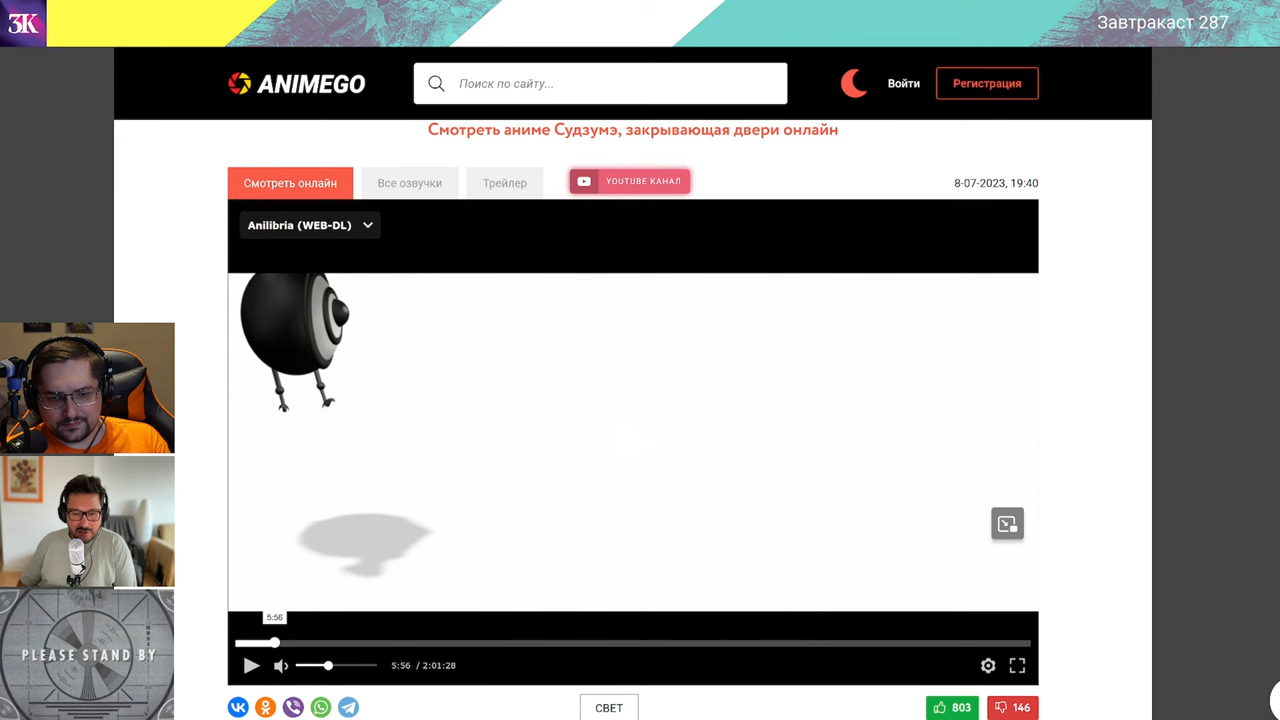 ЗК
Завтракаст 287
ANIMEGO
Поиск по сайту...
Войти
Регистрация
Смотреть аниме Судзумэ, закрывающая двери онлайн
Смотреть онлайн
Все озвучки
Трейлер
YOUTUBE КАНАЛ
8-07-2023, 19:40
Anilibria (WEB-DL)
5:56
5:56 / 2:01:28
PLEASE STAND BY
СВЕТ
803
146